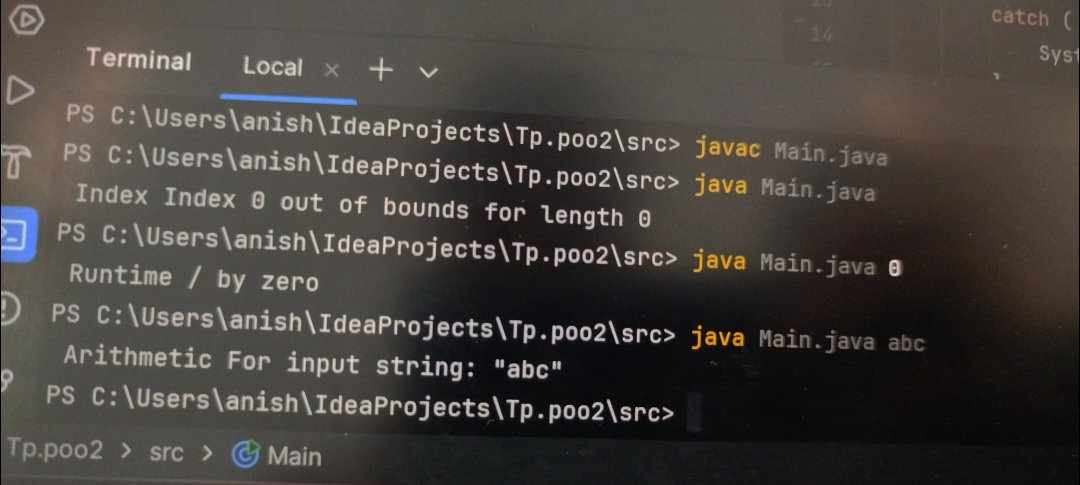 14
catch (
Syst
Terminal Local × + ⌄
PS C:\Users\anish\IdeaProjects\Tp.poo2\src> javac Main.java
PS C:\Users\anish\IdeaProjects\Tp.poo2\src> java Main.java
Index Index 0 out of bounds for length 0
PS C:\Users\anish\IdeaProjects\Tp.poo2\src> java Main.java 0
Runtime / by zero
PS C:\Users\anish\IdeaProjects\Tp.poo2\src> java Main.java abc
Arithmetic For input string: "abc"
PS C:\Users\anish\IdeaProjects\Tp.poo2\src>
Tp.poo2 > src > Main